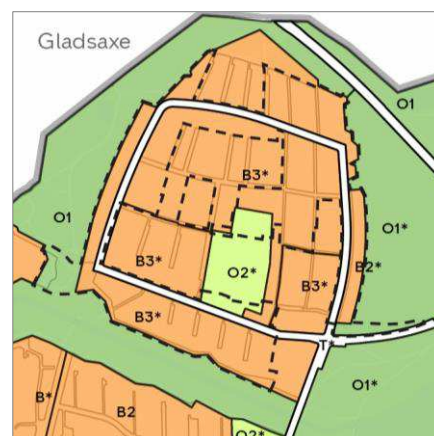 Gladsaxe
O1
B3*
O1
O1*
B3*
O2*
B3*
B2*
B3*
T*
O1*
B*
B2
O2*